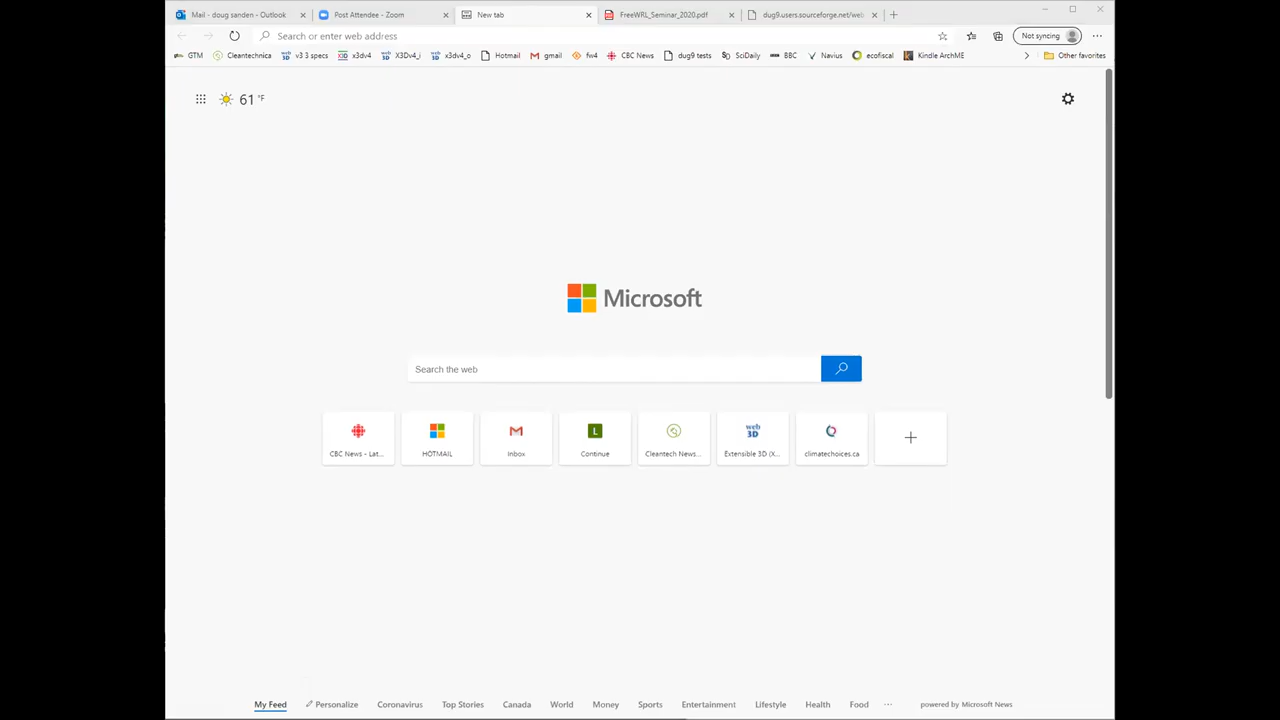 Mail - doug sanden - Outlook
Post Attendee - Zoom
New tab
FreeWRL_Seminar_2020.pdf
dug9.users.sourceforge.net/web
Search or enter web address
Not syncing
GTM
Cleantechnica
v3 3 specs
x3dv4
X3Dv4_i
x3dv4_o
Hotmail
gmail
fw4
CBC News
dug9 tests
SciDaily
BBC
Navius
ecofiscal
Kindle ArchME
Other favorites
61 °F
Microsoft
Search the web
CBC News - Lat...
HOTMAIL
Inbox
L
Continue
Cleantech News...
web
3D
Extensible 3D (X...
climatechoices.ca
My Feed
Personalize
Coronavirus
Top Stories
Canada
World
Money
Sports
Entertainment
Lifestyle
Health
Food
...
powered by Microsoft News